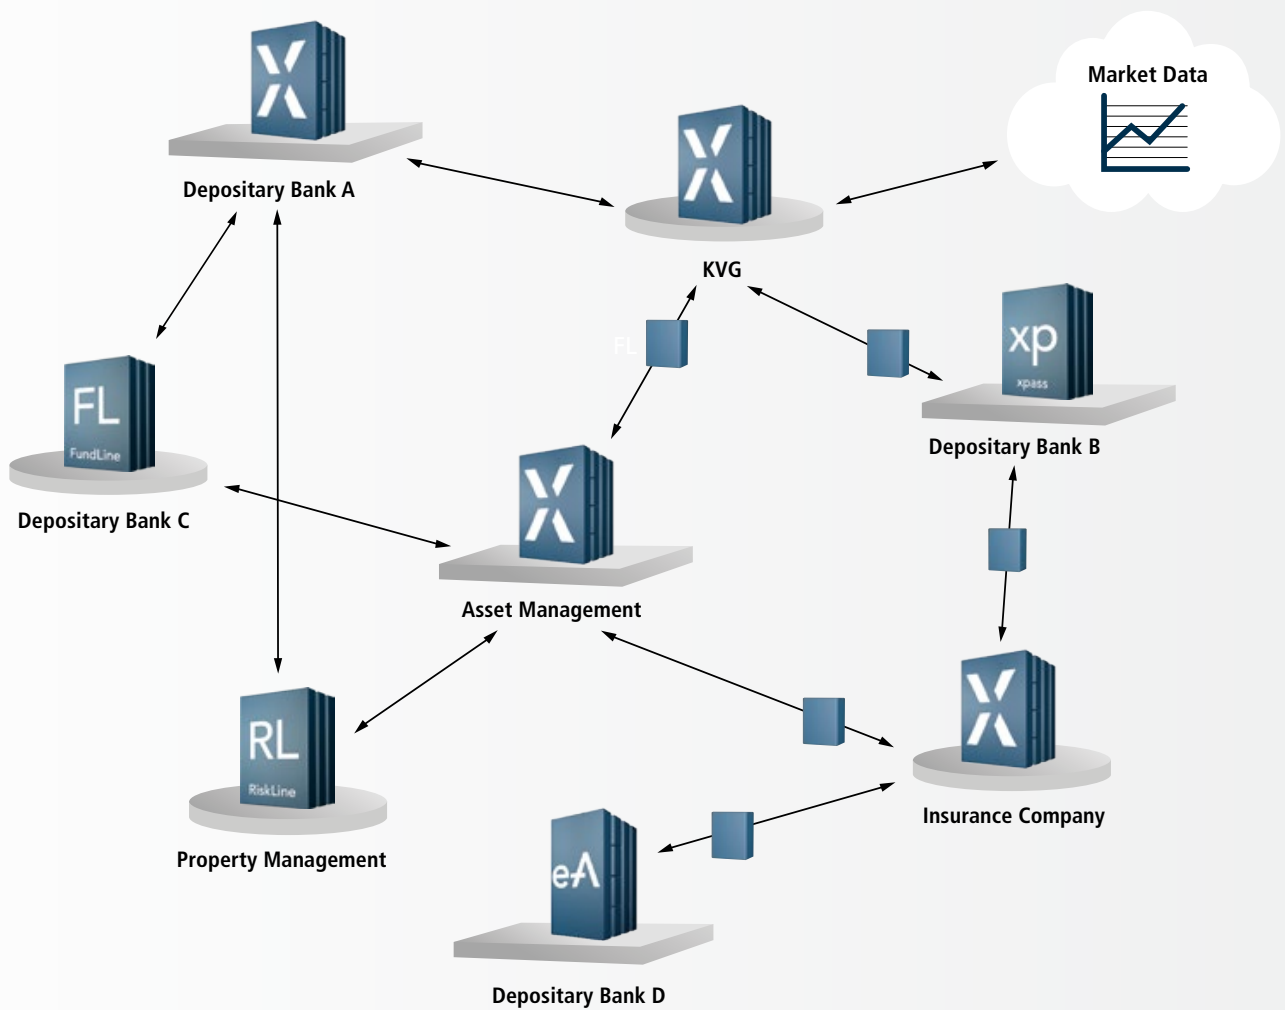 Market Data
Depositary Bank A
KVG
xp
xpass
FL
Depositary Bank B
FL
FundLine
Depositary Bank C
Asset Management
RL
RiskLine
Insurance Company
Property Management
eA
Depositary Bank D